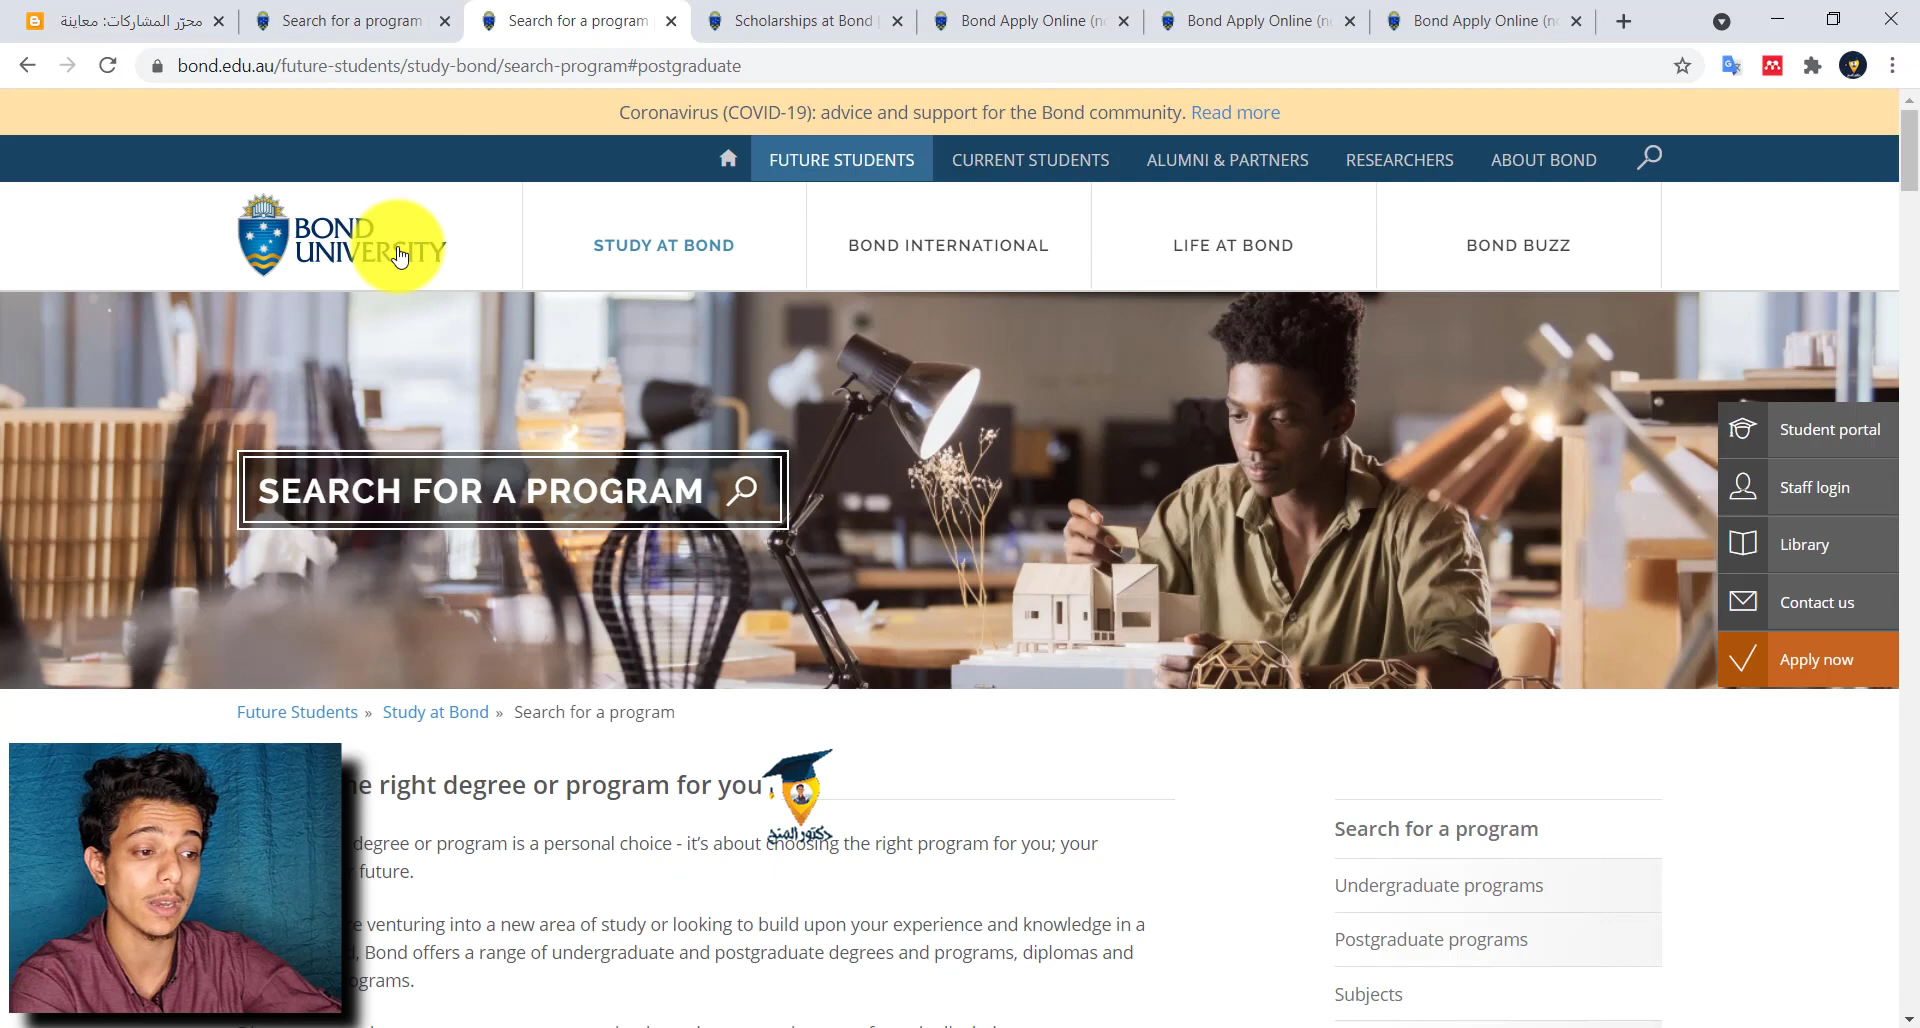 محرّر المشاركات: معاينة
Search for a program
Search for a program
Scholarships at Bond
Bond Apply Online (n
Bond Apply Online (n
Bond Apply Online (n
bond.edu.au/future-students/study-bond/search-program#postgraduate
Coronavirus (COVID-19): advice and support for the Bond community. Read more
FUTURE STUDENTS
CURRENT STUDENTS
ALUMNI & PARTNERS
RESEARCHERS
ABOUT BOND
BOND
UNIVERSITY
STUDY AT BOND
BOND INTERNATIONAL
LIFE AT BOND
BOND BUZZ
SEARCH FOR A PROGRAM
Student portal
Staff login
Library
Contact us
Apply now
Future Students » Study at Bond » Search for a program
right degree or program for you
دكتور المنح
degree or program is a personal choice - it's about choosing the right program for you; your
future.
venturing into a new area of study or looking to build upon your experience and knowledge in a
Bond offers a range of undergraduate and postgraduate degrees and programs, diplomas and
Search for a program
Undergraduate programs
Postgraduate programs
Subjects